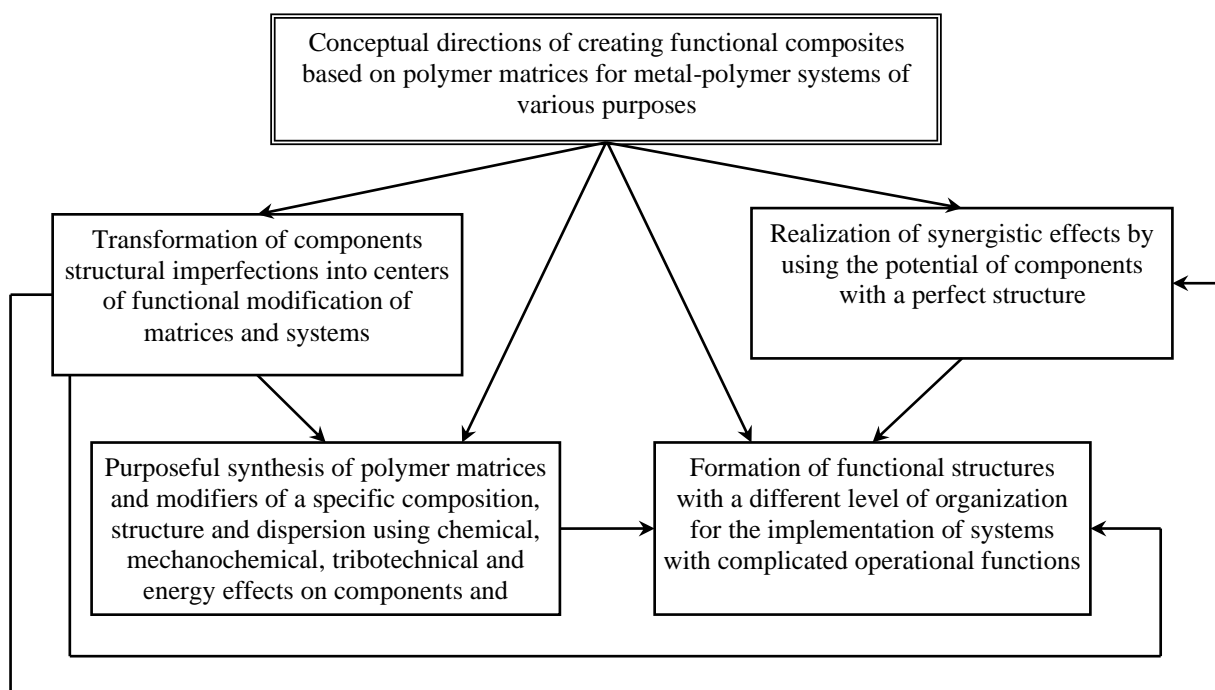 Conceptual directions of creating functional composites
based on polymer matrices for metal-polymer systems of
various purposes
Transformation of components
structural imperfections into centers
of functional modification of
matrices and systems
Realization of synergistic effects by
using the potential of components
with a perfect structure
Purposeful synthesis of polymer matrices
and modifiers of a specific composition,
structure and dispersion using chemical,
mechanochemical, tribotechnical and
energy effects on components and
Formation of functional structures
with a different level of organization
for the implementation of systems
with complicated operational functions